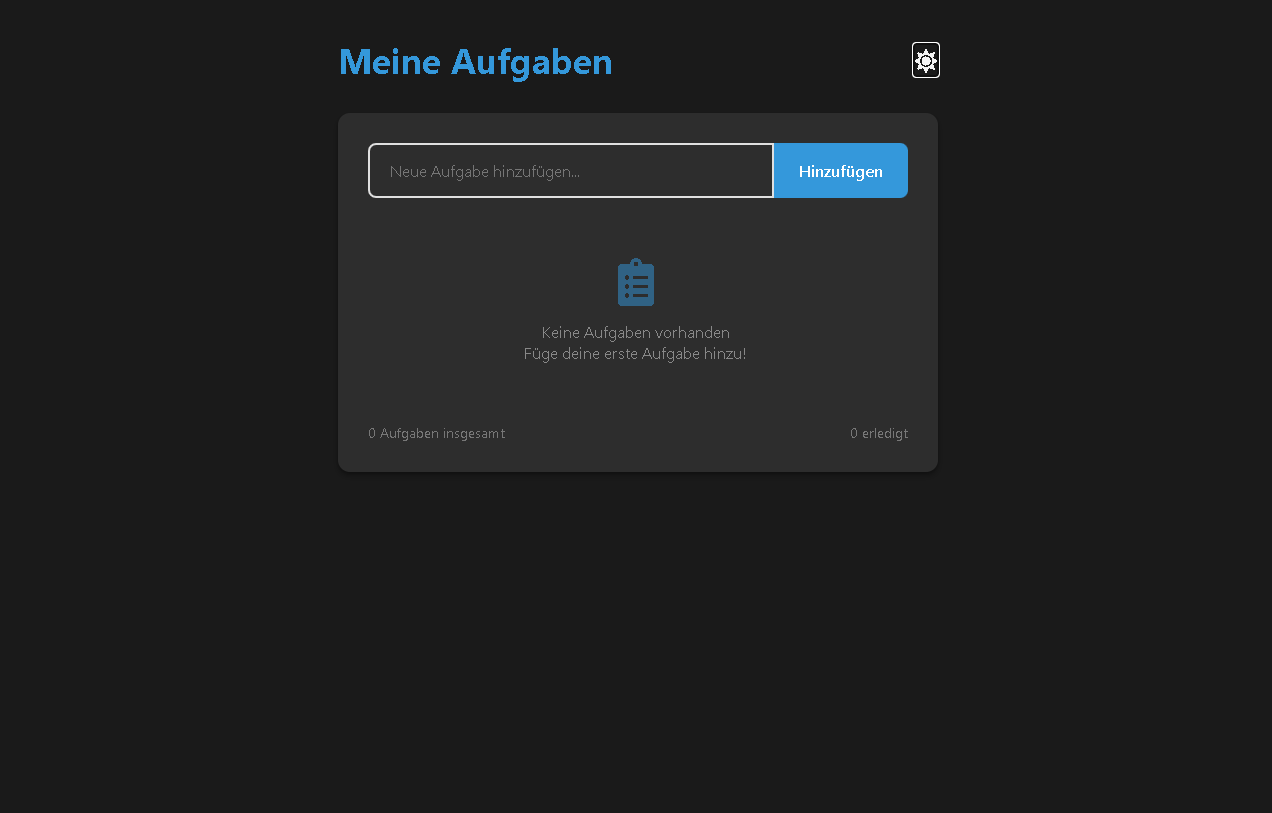 Meine Aufgaben
Neue Aufgabe hinzufügen...
Hinzufügen
Keine Aufgaben vorhanden
Füge deine erste Aufgabe hinzu!
0 Aufgaben insgesamt
0 erledigt